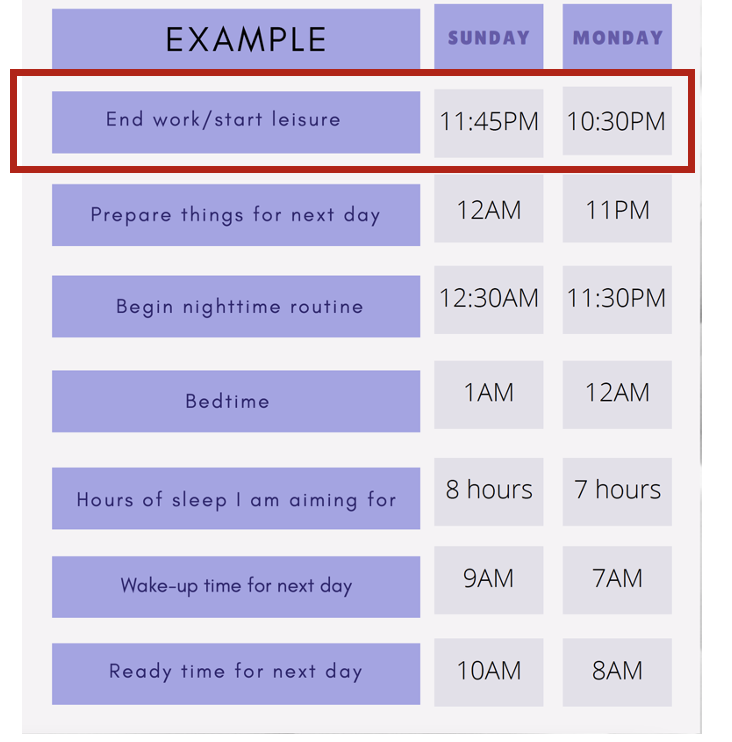 EXAMPLE SUNDAY MONDAY
End work/start leisure 11:45PM 10:30PM
Prepare things for next day 12AM 11PM
Begin nighttime routine 12:30AM 11:30PM
Bedtime 1AM 12AM
Hours of sleep I am aiming for 8 hours 7 hours
Wake-up time for next day 9AM 7AM
Ready time for next day 10AM 8AM